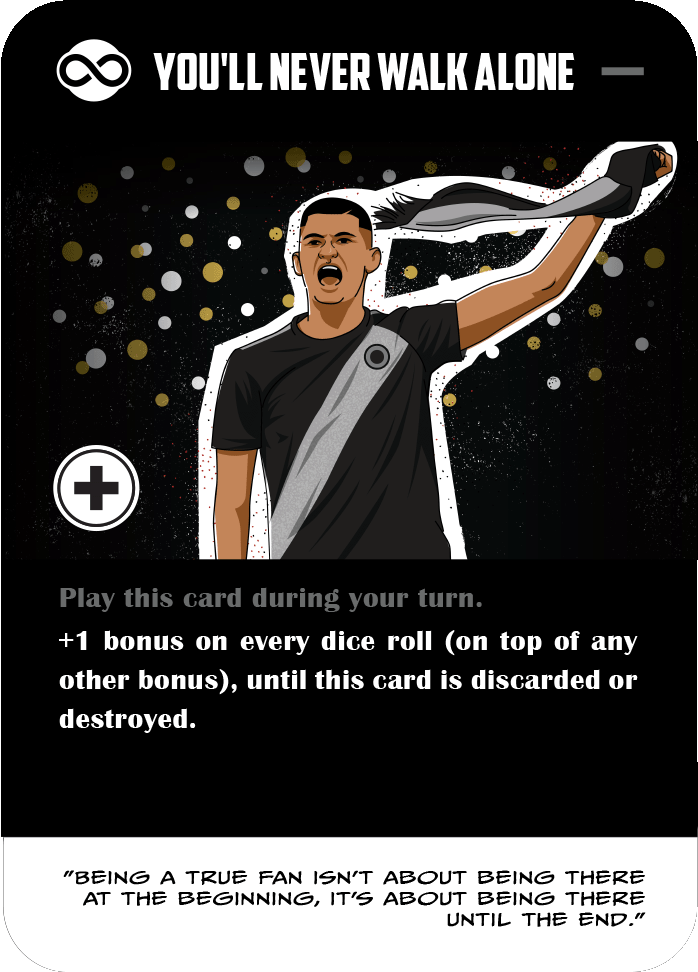 YOU'LL NEVER WALK ALONE
Play this card during your turn.
+1 bonus on every dice roll (on top of any
other bonus), until this card is discarded or
destroyed.
"BEING A TRUE FAN ISN'T ABOUT BEING THERE
AT THE BEGINNING, IT'S ABOUT BEING THERE
UNTIL THE END."